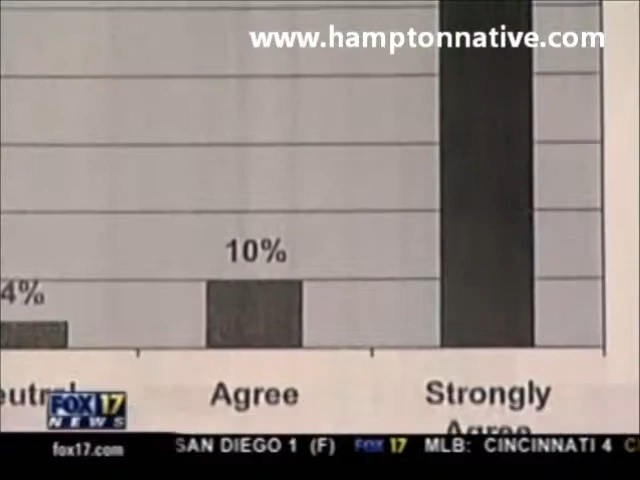 www.hamptonnative.com
10%
4%
Agree
Strongly
Agree
FOX 17
NEWS
fox17.com
SAN DIEGO 1 (F) FOX 17 MLB: CINCINNATI 4